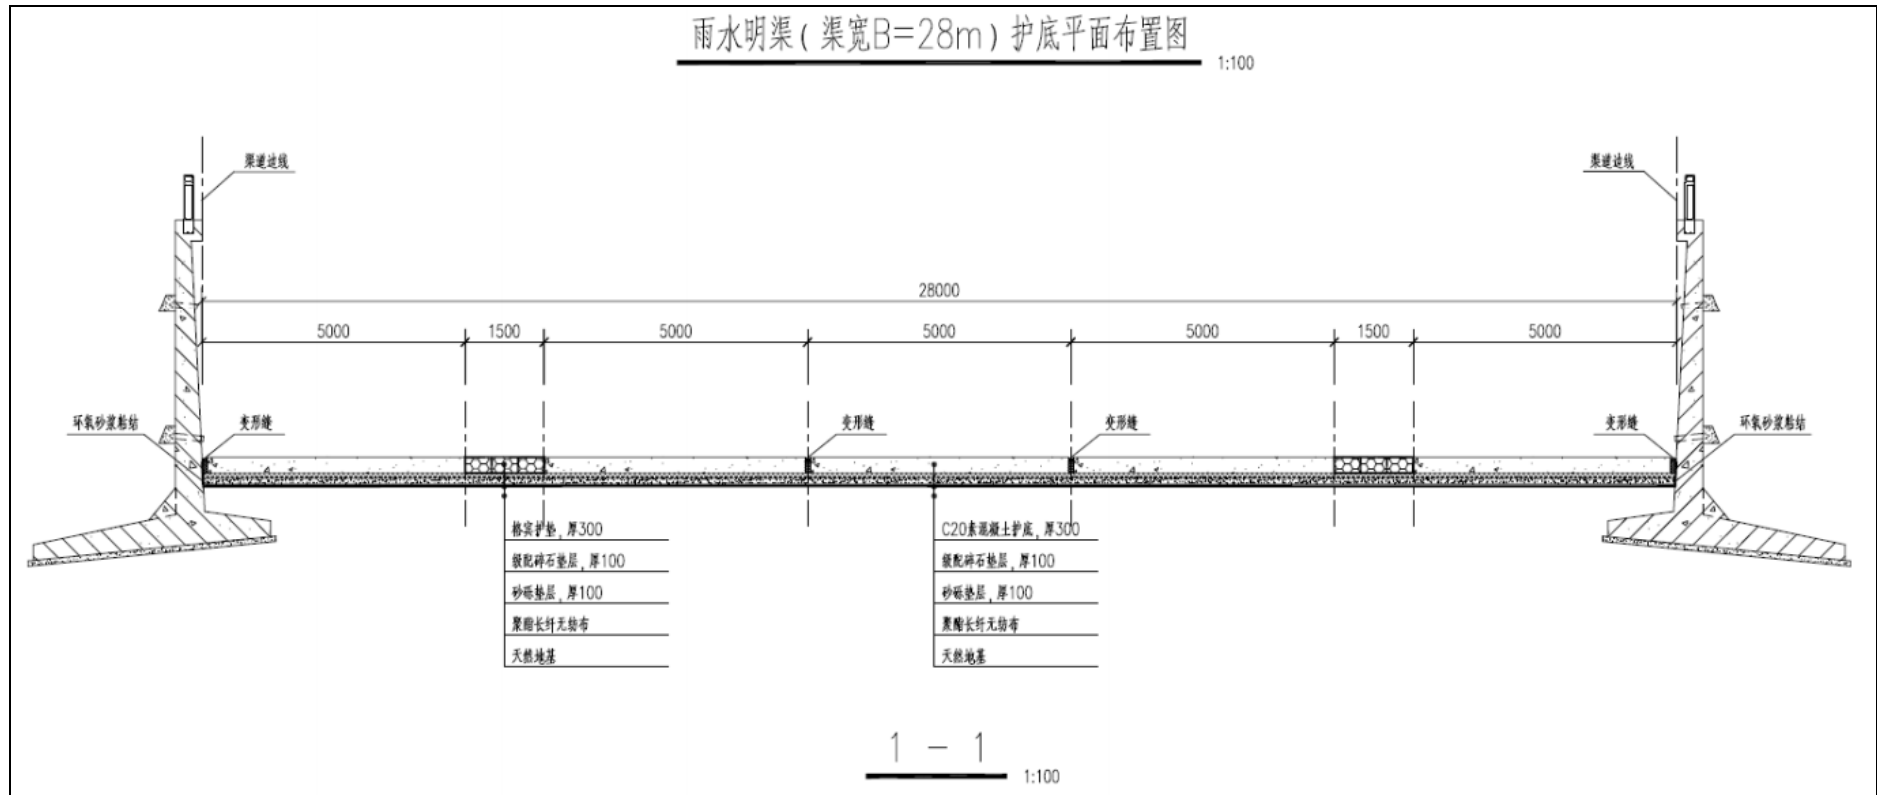 雨水明渠(渠宽B=28m)护底平面布置图
1:100
渠道边线
渠道边线
28000
5000
1500
5000
5000
5000
1500
5000
环氧砂浆粘结
变形缝
变形缝
变形缝
变形缝
环氧砂浆粘结
格宾护垫,厚300
级配碎石垫层,厚100
砂砾垫层,厚100
聚酯长纤无纺布
天然地基
C20素混凝土护底,厚300
级配碎石垫层,厚100
砂砾垫层,厚100
聚酯长纤无纺布
天然地基
1-1
1:100